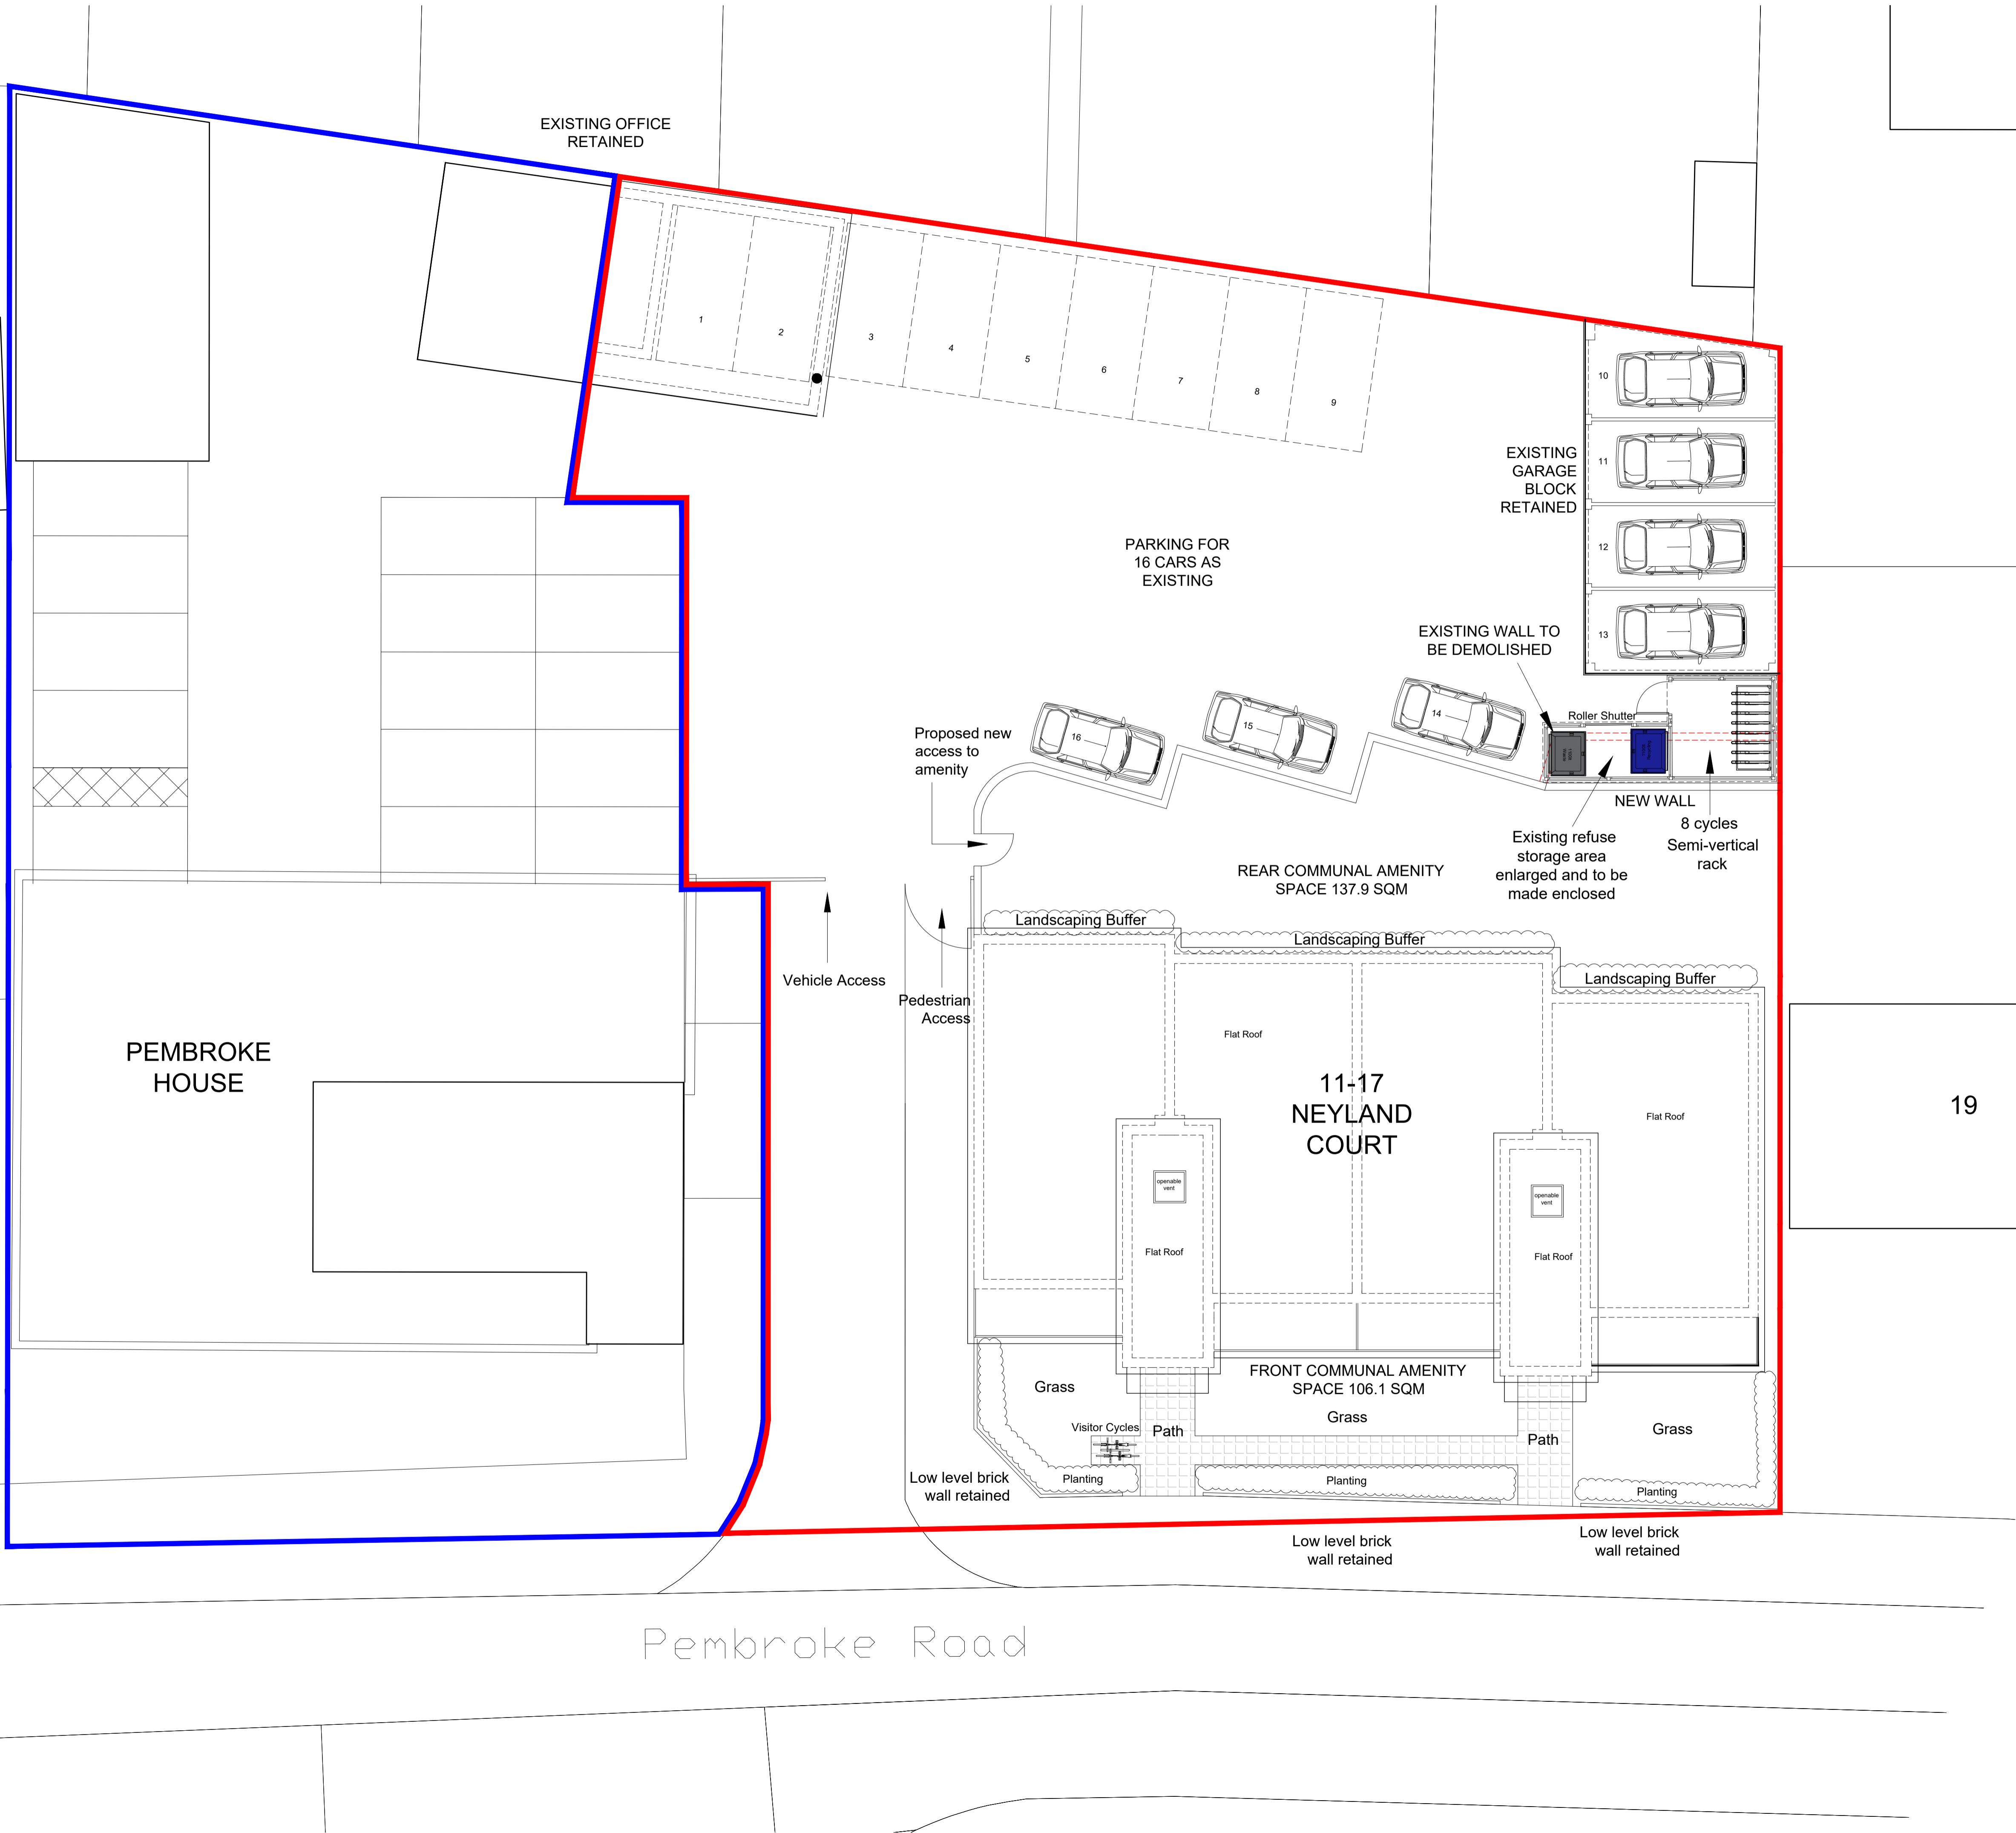 EXISTING OFFICE
RETAINED
1
2
3
4
5
6
7
8
9
10
11
12
13
EXISTING
GARAGE
BLOCK
RETAINED
PARKING FOR
16 CARS AS
EXISTING
EXISTING WALL TO
BE DEMOLISHED
14
15
16
Roller Shutter
Proposed new
access to
amenity
NEW WALL
8 cycles
Semi-vertical
rack
Existing refuse
storage area
enlarged and to be
made enclosed
REAR COMMUNAL AMENITY
SPACE 137.9 SQM
Landscaping Buffer
Landscaping Buffer
Landscaping Buffer
Vehicle Access
Pedestrian
Access
PEMBROKE
HOUSE
Flat Roof
11-17
NEYLAND
COURT
Flat Roof
19
openable
vent
openable
vent
Flat Roof
Flat Roof
FRONT COMMUNAL AMENITY
SPACE 106.1 SQM
Grass
Grass
Grass
Visitor Cycles
Path
Path
Planting
Planting
Planting
Low level brick
wall retained
Low level brick
wall retained
Low level brick
wall retained
Pembroke Road